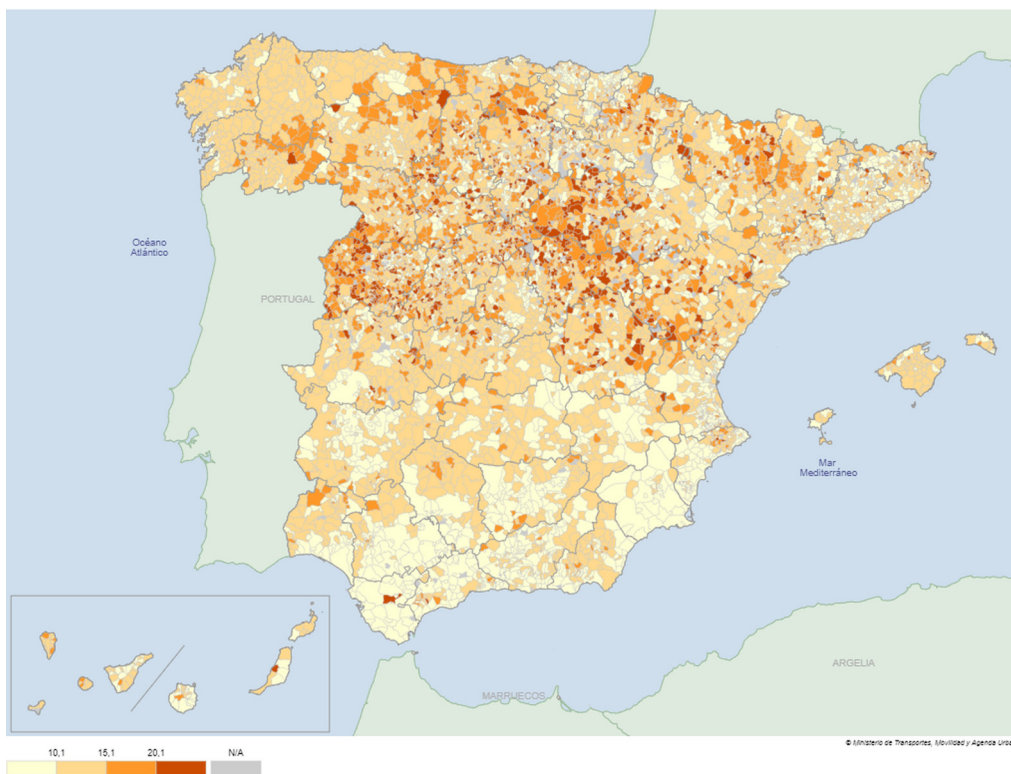 Océano
Atlántico
PORTUGAL
Mar
Mediterráneo
ARGELIA
MARRUECOS
© Ministerio de Transportes, Movilidad y Agenda Urba
10,1 15,1 20,1 N/A